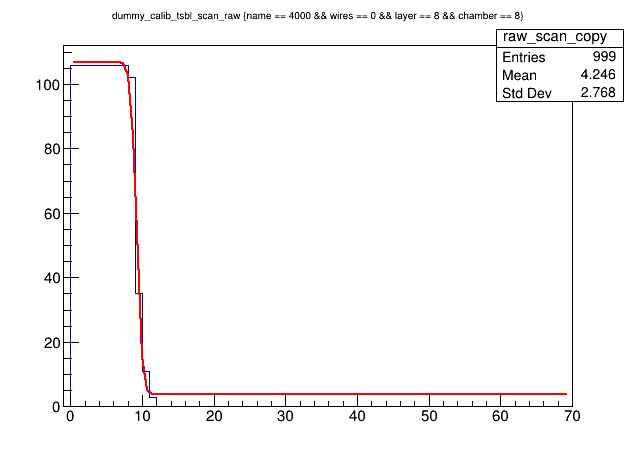 dummy_calib_tsbl_scan_raw {name == 4000 && wires == 0 && layer == 8 && chamber == 8}
raw_scan_copy
Entries 999
Mean 4.246
Std Dev 2.768
100
80
60
40
20
0
0 10 20 30 40 50 60 70